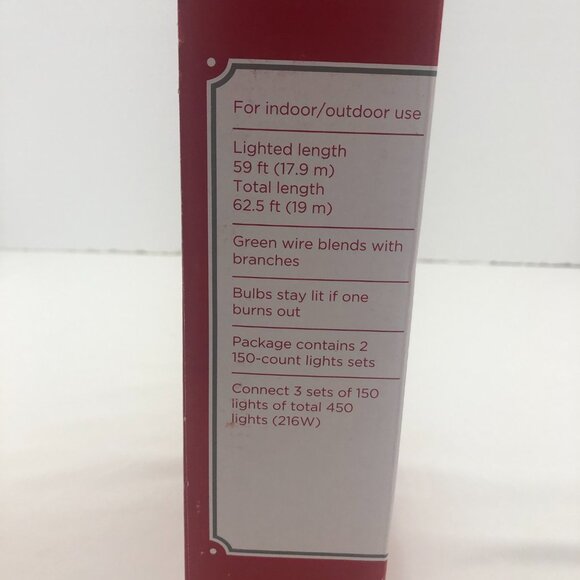 For indoor/outdoor use
Lighted length
59 ft (17.9 m)
Total length
62.5 ft (19 m)
Green wire blends with
branches
Bulbs stay lit if one
burns out
Package contains 2
150-count lights sets
Connect 3 sets of 150
lights of total 450
lights (216W)